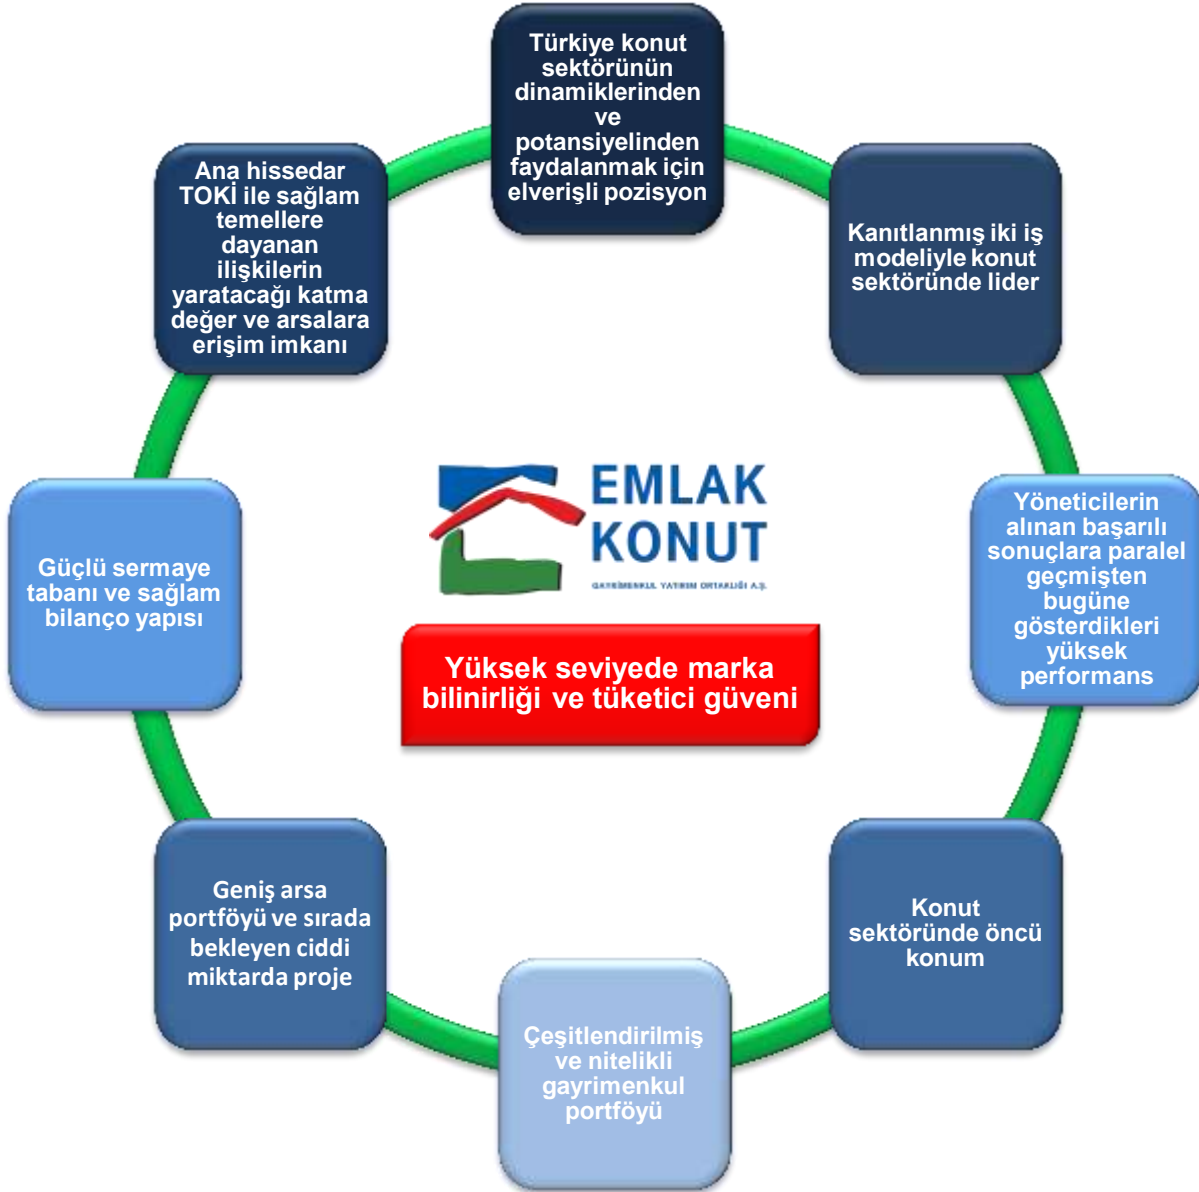 Türkiye konut
sektörünün
dinamiklerinden
ve
potansiyelinden
faydalanmak için
elverişli pozisyon
Kanıtlanmış iki iş
modeliyle konut
sektöründe lider
Yöneticilerin
alınan başarılı
sonuçlara paralel
geçmişten
bugüne
gösterdikleri
yüksek
performans
Konut
sektöründe öncü
konum
Çeşitlendirilmiş
ve nitelikli
gayrimenkul
portföyü
Geniş arsa
portföyü ve sırada
bekleyen ciddi
miktarda proje
Güçlü sermaye
tabanı ve sağlam
bilanço yapısı
Ana hissedar
TOKİ ile sağlam
temellere
dayanan
ilişkilerin
yaratacağı katma
değer ve arsalara
erişim imkanı
EMLAK
KONUT
GAYRİMENKUL YATIRIM ORTAKLIĞI A.Ş.
Yüksek seviyede marka
bilinirliği ve tüketici güveni